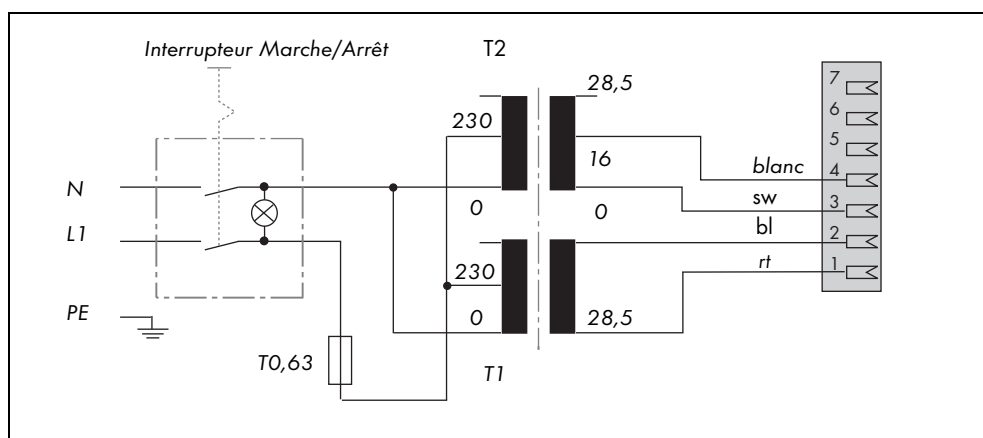 Interrupteur Marche/Arrêt
T2
28,5
7
6
230
5
16
blanc
4
N
sw
3
0
0
bl
2
L1
rt
1
230
PE
0
28,5
T0,63
T1